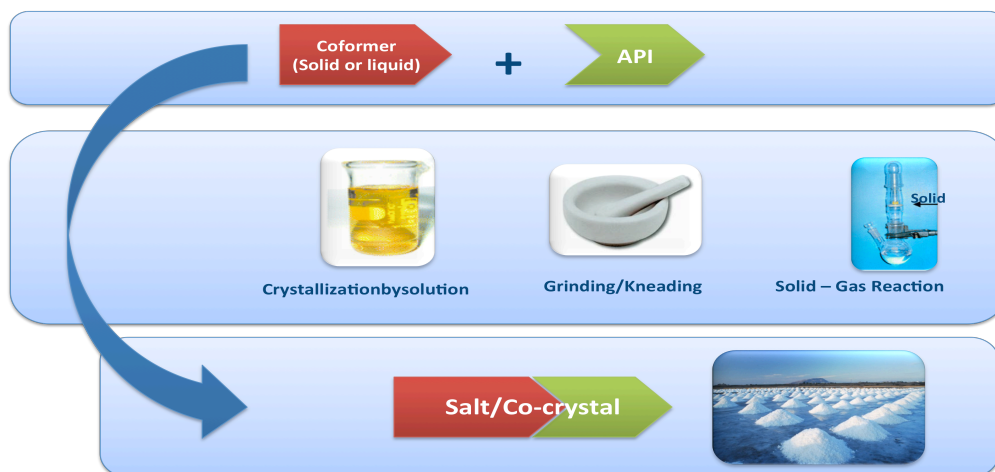 Coformer
(Solid or liquid)
+
API
Solid
Crystallizationbysolution
Grinding/Kneading
Solid – Gas Reaction
Salt/Co-crystal